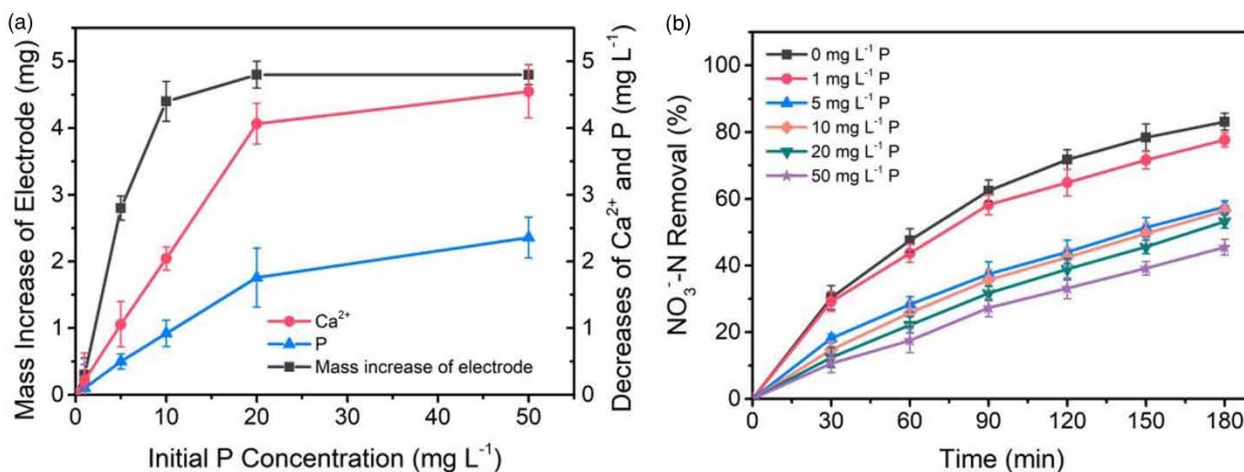 (a)
Mass Increase of Electrode (mg)
5
4
3
2
1
0
Ca²⁺
P
Mass increase of electrode
5
4
3
2
1
0
Decreases of Ca²⁺ and P (mg L⁻¹)
0 10 20 30 40 50
Initial P Concentration (mg L⁻¹)
(b)
NO₃⁻-N Removal (%)
100
80
60
40
20
0
0 mg L⁻¹ P
1 mg L⁻¹ P
5 mg L⁻¹ P
10 mg L⁻¹ P
20 mg L⁻¹ P
50 mg L⁻¹ P
0 30 60 90 120 150 180
Time (min)